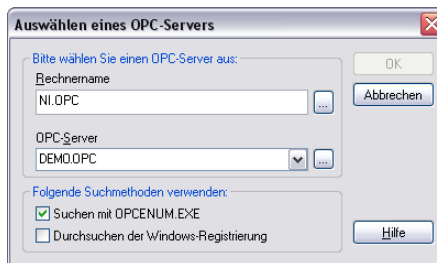 Auswählen eines OPC-Servers
Bitte wählen Sie einen OPC-Server aus:
Rechnername
NI.OPC
...
OPC-Server
DEMO.OPC
...
Folgende Suchmethoden verwenden:
Suchen mit OPCENUM.EXE
Durchsuchen der Windows-Registrierung
OK
Abbrechen
Hilfe